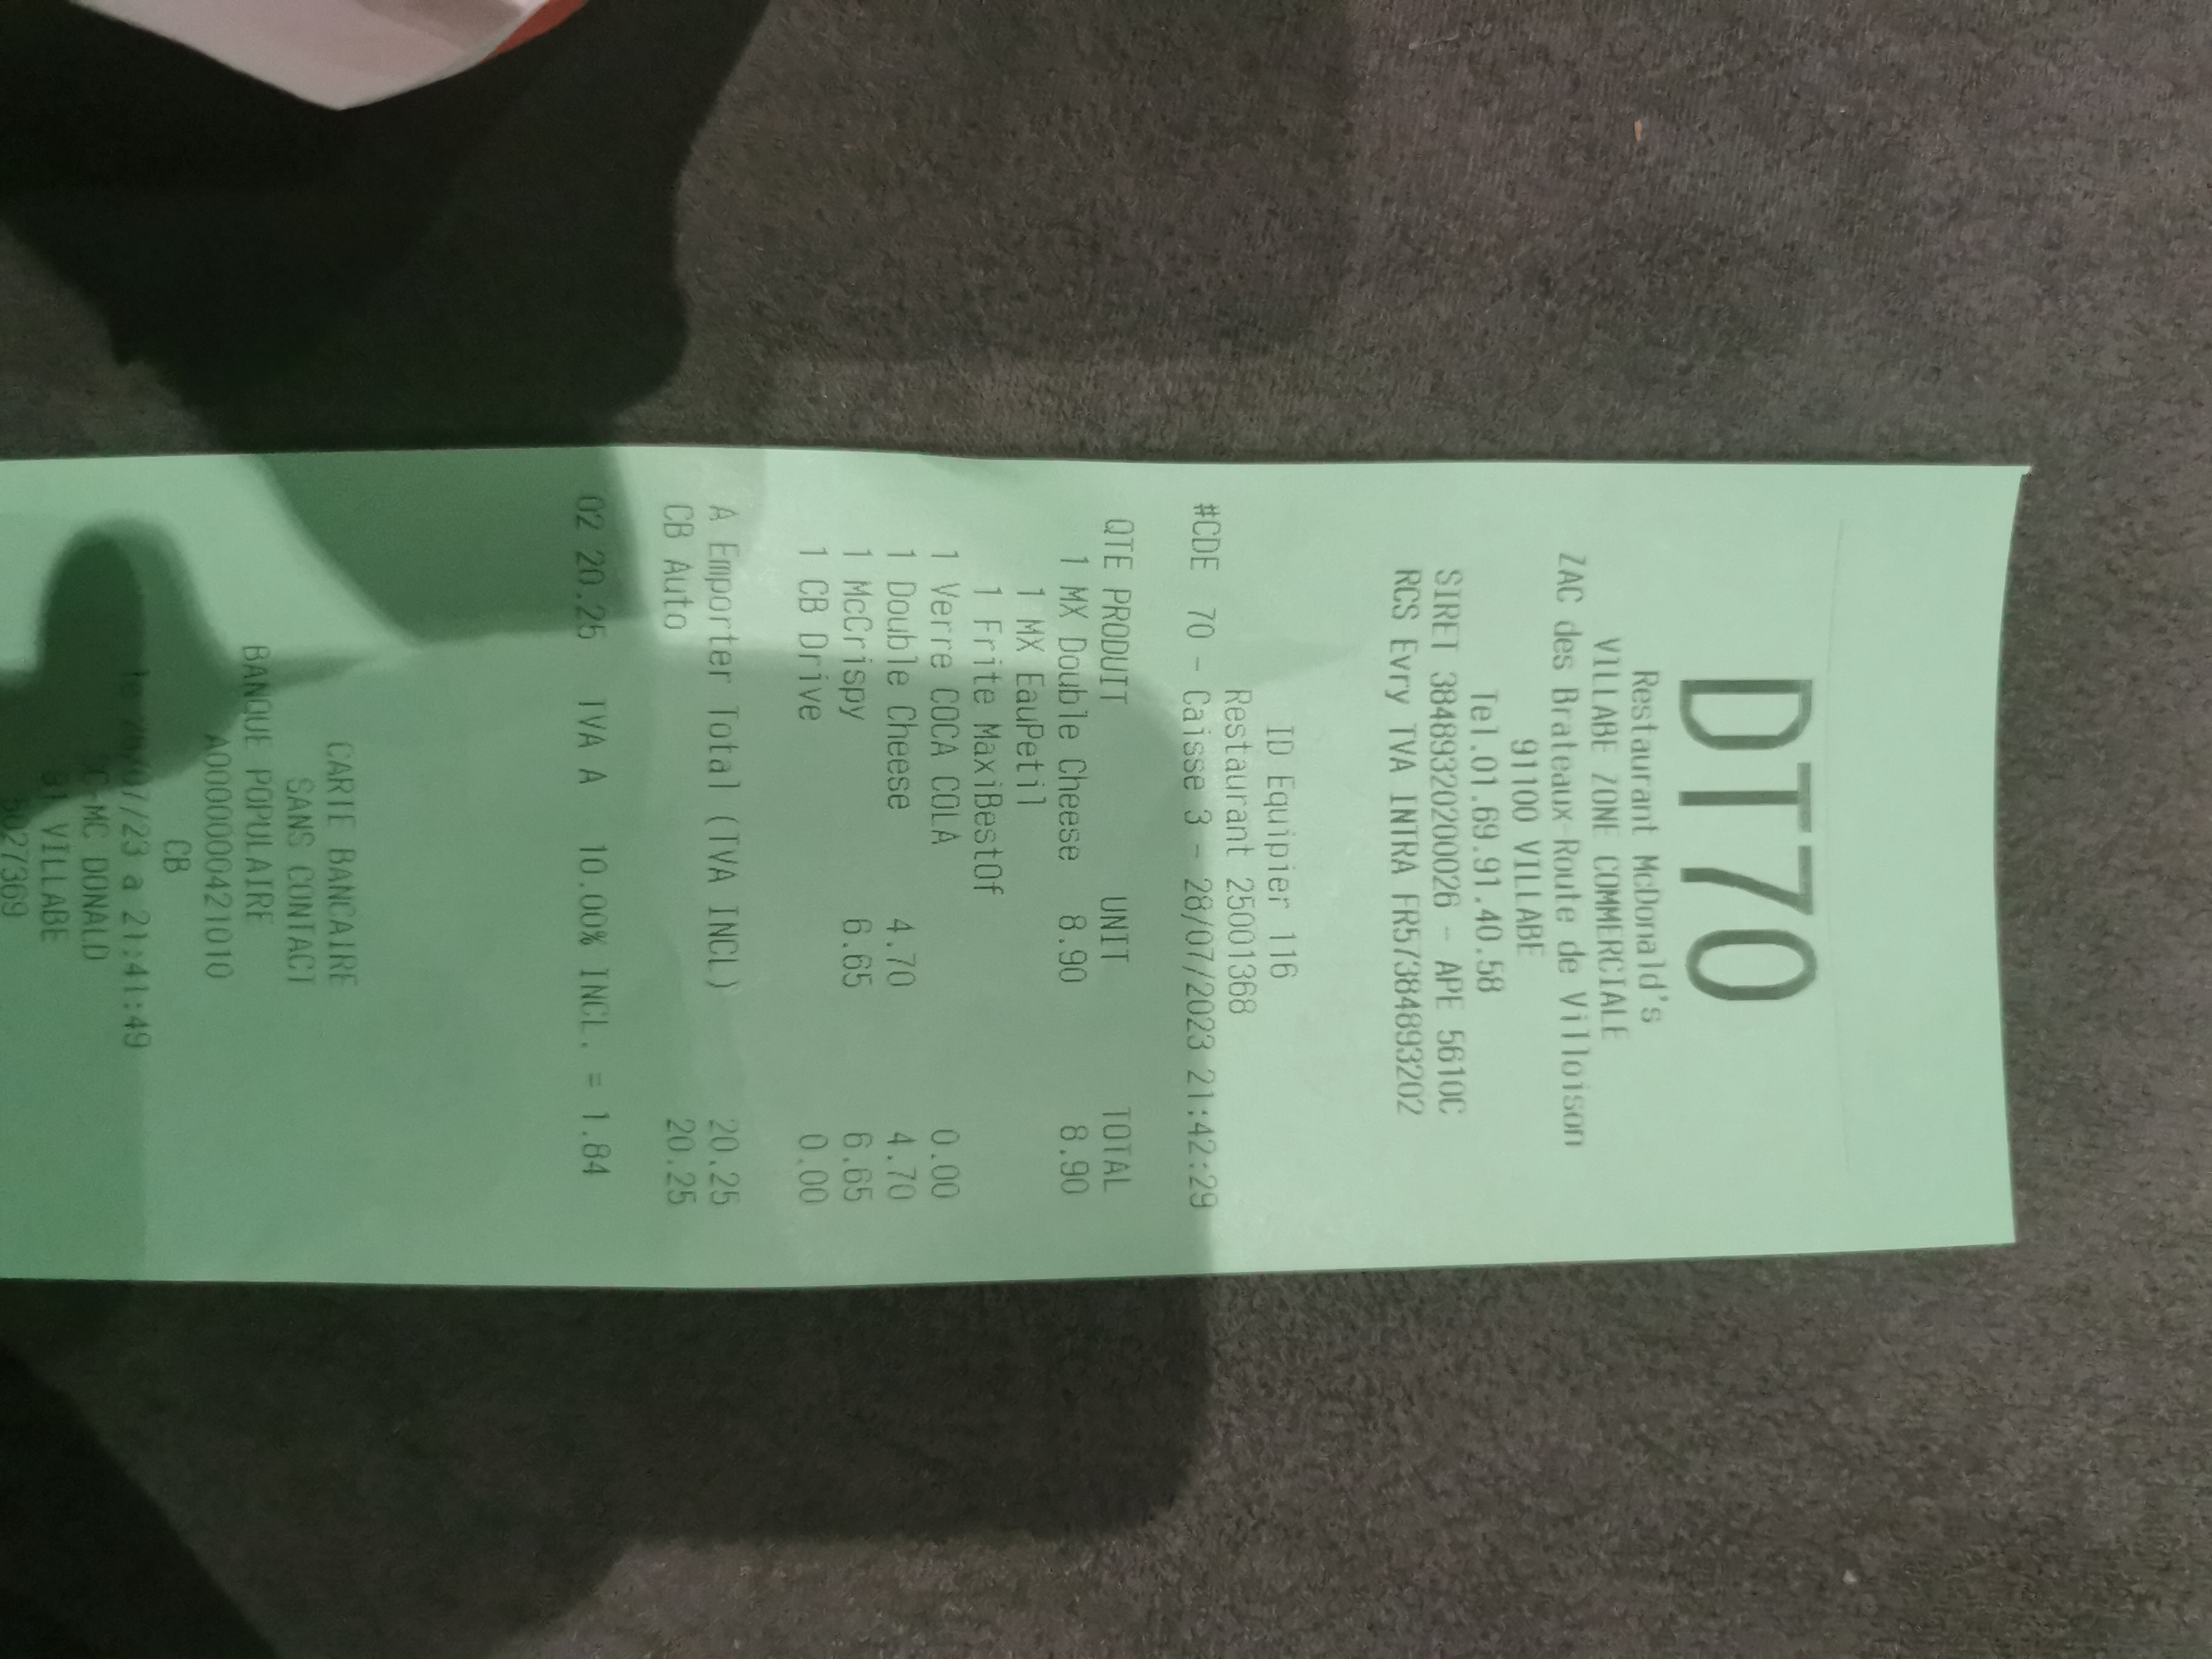 DT70
Restaurant McDonald's
VILLABE ZONE COMMERCIALE
ZAC des Brateaux-Route de Villoison
91100 VILLABE
Tel.01.69.91.40.58
SIRET 38489320200026 - APE 5610C
RCS Evry TVA INTRA FR57384893202
ID Equipier 116
Restaurant 25001368
#CDE 70 - Caisse 3 - 28/07/2023 21:42:29
QTE PRODUIT UNIT TOTAL
1 MX Double Cheese 8.90 8.90
1 MX EauPetil
1 Frite MaxiBestOf
1 Verre COCA COLA 0.00
1 Double Cheese 4.70 4.70
1 McCrispy 6.65 6.65
1 CB Drive 0.00
A Emporter Total (TVA INCL) 20.25
CB Auto 20.25
02 20.25 TVA A 10.00% INCL. = 1.84
CARTE BANCAIRE
SANS CONTACT
BANQUE POPULAIRE
A0000000421010
CB
le a 21:41:49
MC DONALD
91 VILLABE